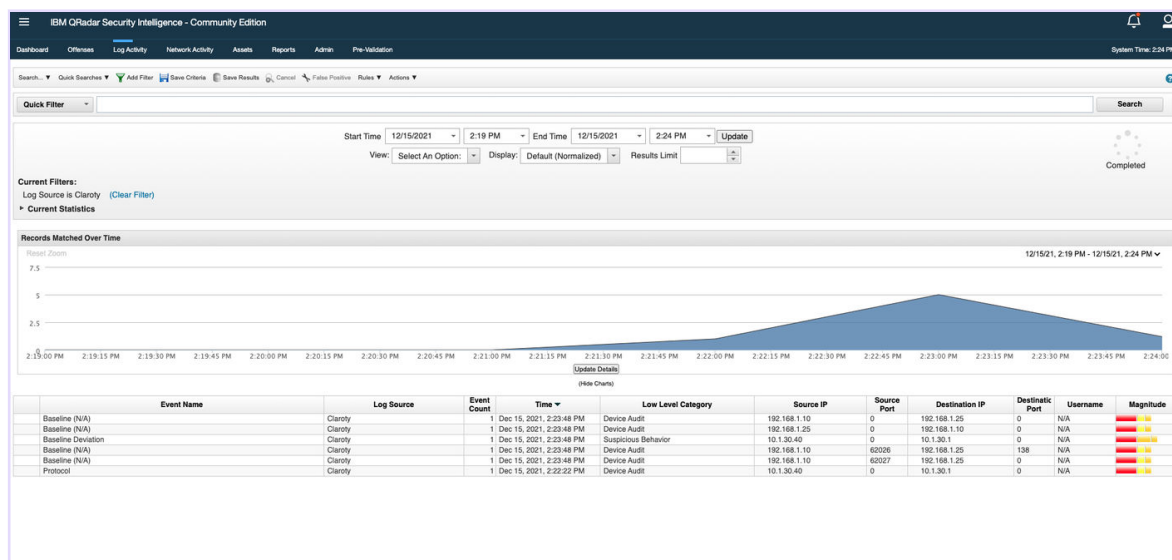 IBM QRadar Security Intelligence - Community Edition
Dashboard Offenses Log Activity Network Activity Assets Reports Admin Pre-Validation System Time: 2:24 PM
Search... Quick Searches Add Filter Save Criteria Save Results Cancel False Positive Rules Actions
Quick Filter Search
Start Time 12/15/2021 2:19 PM End Time 12/15/2021 2:24 PM Update
View: Select An Option: Display: Default (Normalized) Results Limit
Completed
Current Filters:
Log Source is Claroty (Clear Filter)
Current Statistics
Records Matched Over Time
Reset Zoom 12/15/21, 2:19 PM - 12/15/21, 2:24 PM
7.5
5
2.5
0
2:19:00 PM 2:19:15 PM 2:19:30 PM 2:19:45 PM 2:20:00 PM 2:20:15 PM 2:20:30 PM 2:20:45 PM 2:21:00 PM 2:21:15 PM 2:21:30 PM 2:21:45 PM 2:22:00 PM 2:22:15 PM 2:22:30 PM 2:22:45 PM 2:23:00 PM 2:23:15 PM 2:23:30 PM 2:23:45 PM 2:24:00
Update Details
(Hide Charts)
Event Name Log Source Event Count Time Low Level Category Source IP Source Port Destination IP Destinatic Port Username Magnitude
Baseline (N/A) Claroty 1 Dec 15, 2021, 2:23:48 PM Device Audit 192.168.1.10 0 192.168.1.25 0 N/A
Baseline (N/A) Claroty 1 Dec 15, 2021, 2:23:48 PM Device Audit 192.168.1.25 0 192.168.1.10 0 N/A
Baseline Deviation Claroty 1 Dec 15, 2021, 2:23:48 PM Suspicious Behavior 10.1.30.40 0 10.1.30.1 0 N/A
Baseline (N/A) Claroty 1 Dec 15, 2021, 2:23:48 PM Device Audit 192.168.1.10 62026 192.168.1.25 138 N/A
Baseline (N/A) Claroty 1 Dec 15, 2021, 2:23:48 PM Device Audit 192.168.1.10 62027 192.168.1.25 0 N/A
Protocol Claroty 1 Dec 15, 2021, 2:22:22 PM Device Audit 10.1.30.40 0 10.1.30.1 0 N/A